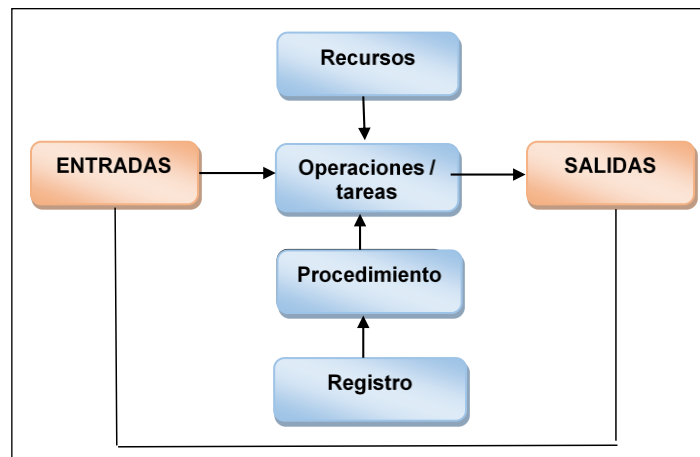 Recursos
ENTRADAS
Operaciones /
tareas
SALIDAS
Procedimiento
Registro